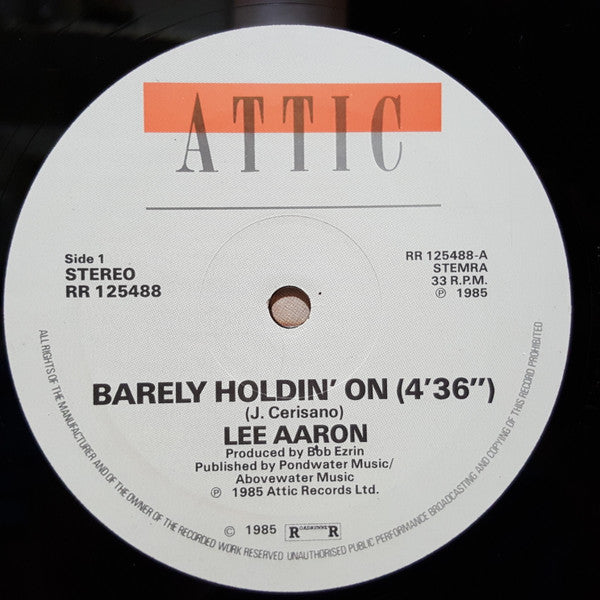 ATTIC
Side 1
STEREO
RR 125488
RR 125488-A
STEMRA
33 R.P.M.
℗ 1985
BARELY HOLDIN' ON (4'36")
(J. Cerisano)
LEE AARON
Produced by Bob Ezrin
Published by Pondwater Music/
Abovewater Music
℗ 1985 Attic Records Ltd.
© 1985 R ROADRUNNER R
ALL RIGHTS OF THE MANUFACTURER AND OF THE OWNER OF THE RECORDED WORK RESERVED UNAUTHORISED PUBLIC PERFORMANCE BROADCASTING AND COPYING OF THIS RECORD PROHIBITED